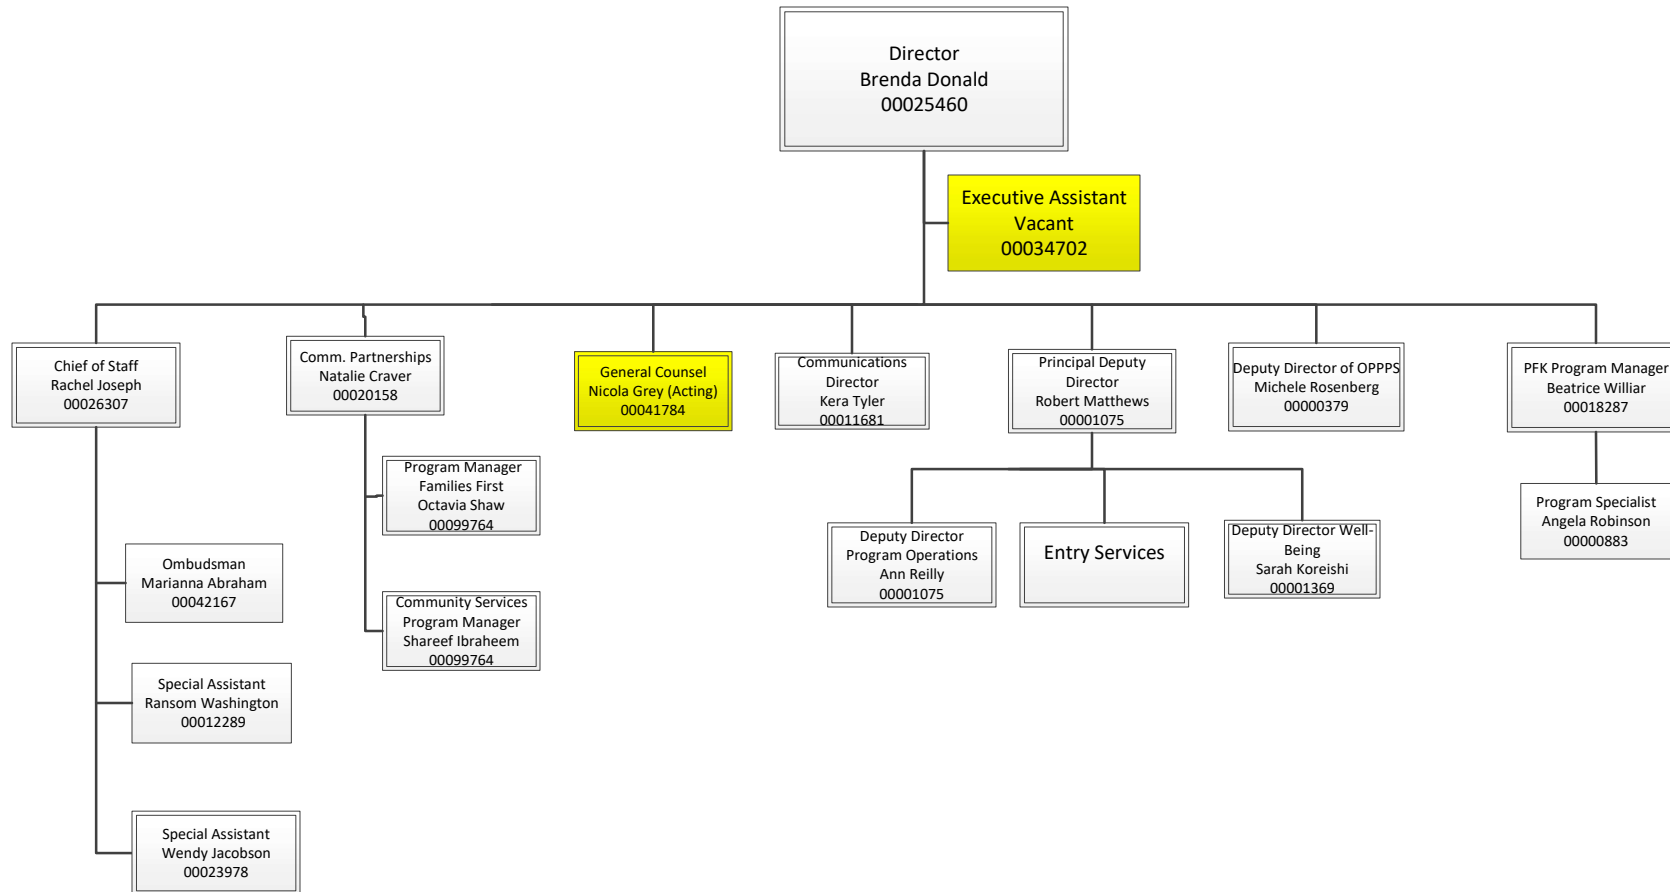 Director
Brenda Donald
00025460
Executive Assistant
Vacant
00034702
Chief of Staff
Rachel Joseph
00026307
Comm. Partnerships
Natalie Craver
00020158
General Counsel
Nicola Grey (Acting)
00041784
Communications
Director
Kera Tyler
00011681
Principal Deputy
Director
Robert Matthews
00001075
Deputy Director of OPPPS
Michele Rosenberg
00000379
PFK Program Manager
Beatrice Williar
00018287
Program Manager
Families First
Octavia Shaw
00099764
Community Services
Program Manager
Shareef Ibraheem
00099764
Deputy Director
Program Operations
Ann Reilly
00001075
Entry Services
Deputy Director Well-
Being
Sarah Koreishi
00001369
Program Specialist
Angela Robinson
00000883
Ombudsman
Marianna Abraham
00042167
Special Assistant
Ransom Washington
00012289
Special Assistant
Wendy Jacobson
00023978